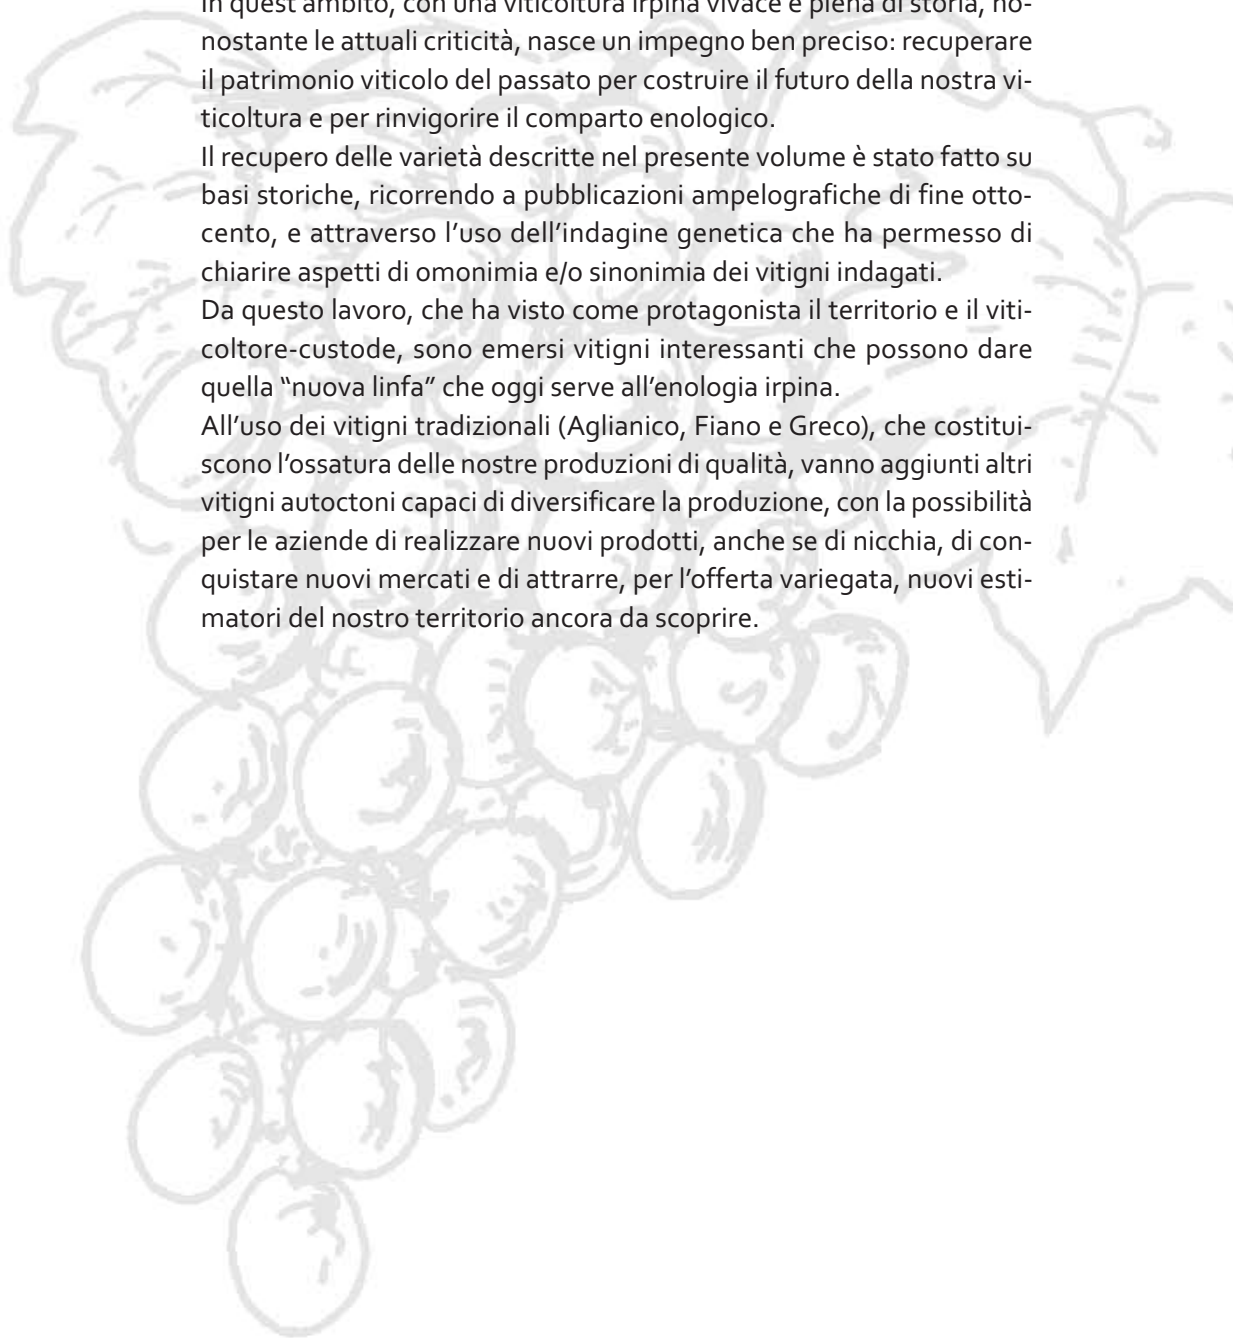 In quest'ambito, con una viticoltura irpina vivace e piena di storia, no-
nostante le attuali criticità, nasce un impegno ben preciso: recuperare
il patrimonio viticolo del passato per costruire il futuro della nostra vi-
ticoltura e per rinvigorire il comparto enologico.
Il recupero delle varietà descritte nel presente volume è stato fatto su
basi storiche, ricorrendo a pubblicazioni ampelografiche di fine otto-
cento, e attraverso l'uso dell'indagine genetica che ha permesso di
chiarire aspetti di omonimia e/o sinonimia dei vitigni indagati.
Da questo lavoro, che ha visto come protagonista il territorio e il viti-
coltore-custode, sono emersi vitigni interessanti che possono dare
quella “nuova linfa” che oggi serve all'enologia irpina.
All'uso dei vitigni tradizionali (Aglianico, Fiano e Greco), che costitui-
scono l'ossatura delle nostre produzioni di qualità, vanno aggiunti altri
vitigni autoctoni capaci di diversificare la produzione, con la possibilità
per le aziende di realizzare nuovi prodotti, anche se di nicchia, di con-
quistare nuovi mercati e di attrarre, per l'offerta variegata, nuovi esti-
matori del nostro territorio ancora da scoprire.